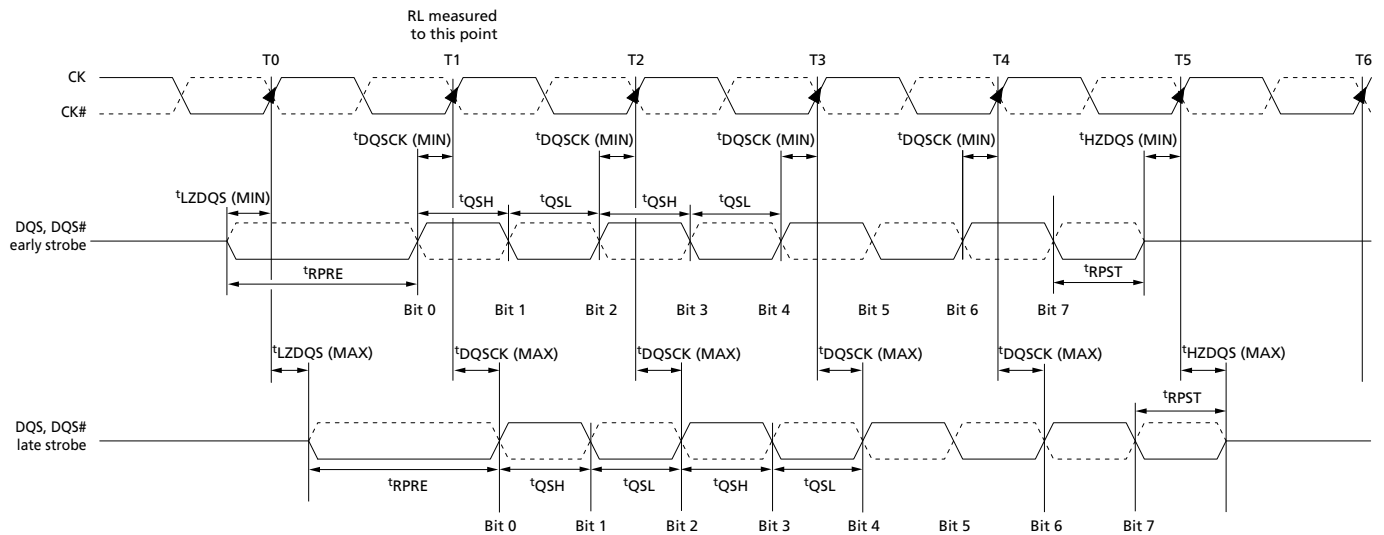 RL measured
to this point
T0 T1 T2 T3 T4 T5 T6
CK
CK#
tDQSCK (MIN) tDQSCK (MIN) tDQSCK (MIN) tDQSCK (MIN) tHZDQS (MIN)
tLZDQS (MIN) tQSH tQSL tQSH tQSL
DQS, DQS#
early strobe
tRPRE tRPST
Bit 0 Bit 1 Bit 2 Bit 3 Bit 4 Bit 5 Bit 6 Bit 7
tLZDQS (MAX) tDQSCK (MAX) tDQSCK (MAX) tDQSCK (MAX) tDQSCK (MAX) tHZDQS (MAX)
tRPST
DQS, DQS#
late strobe
tRPRE tQSH tQSL tQSH tQSL
Bit 0 Bit 1 Bit 2 Bit 3 Bit 4 Bit 5 Bit 6 Bit 7